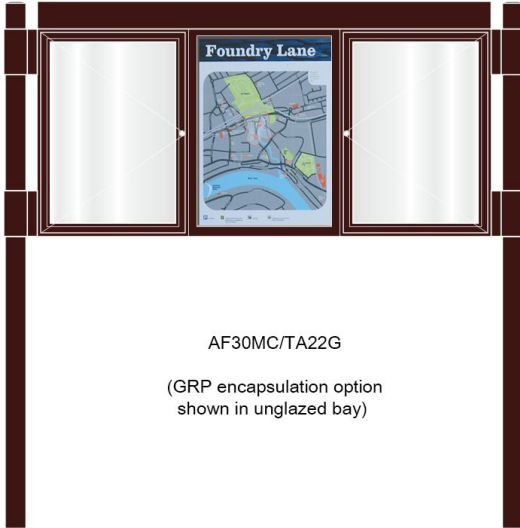 Foundry Lane
AF30MC/TA22G
(GRP encapsulation option
shown in unglazed bay)